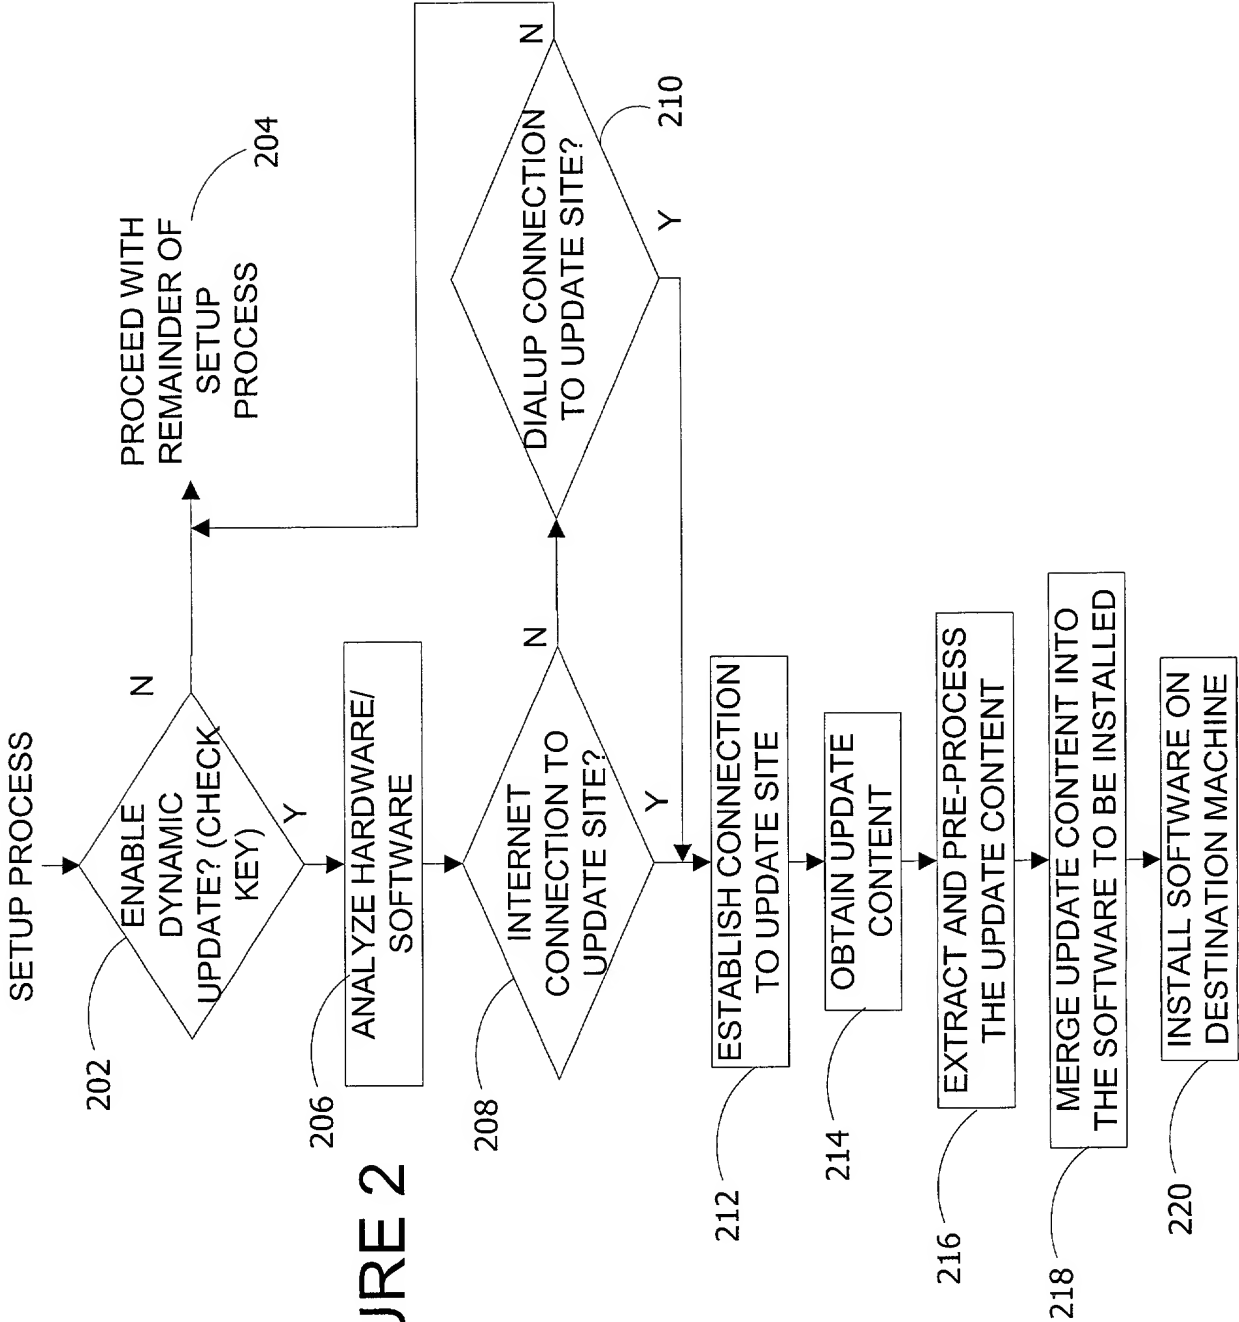 SETUP PROCESS
ENABLE
DYNAMIC
UPDATE? (CHECK
KEY)
202
N
Y
PROCEED WITH
REMAINDER OF
SETUP
PROCESS
204
ANALYZE HARDWARE/
SOFTWARE
206
INTERNET
CONNECTION TO
UPDATE SITE?
208
N
Y
DIALUP CONNECTION
TO UPDATE SITE?
210
N
Y
ESTABLISH CONNECTION
TO UPDATE SITE
212
OBTAIN UPDATE
CONTENT
214
EXTRACT AND PRE-PROCESS
THE UPDATE CONTENT
216
MERGE UPDATE CONTENT INTO
THE SOFTWARE TO BE INSTALLED
218
INSTALL SOFTWARE ON
DESTINATION MACHINE
220
URE 2